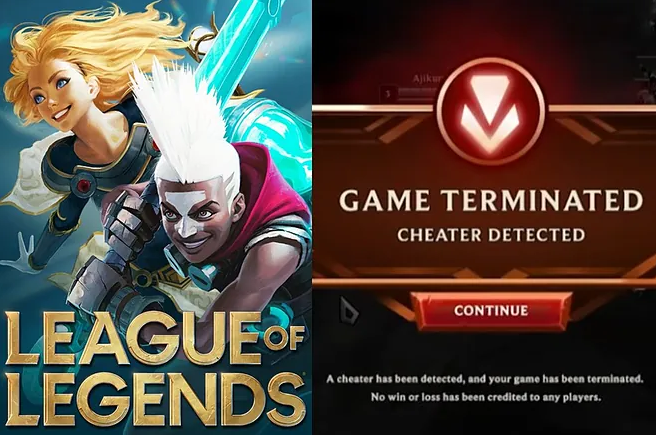 LEAGUE OF
LEGENDS
3
GAME TERMINATED
CHEATER DETECTED
CONTINUE
A cheater has been detected, and your game has been terminated.
No win or loss has been credited to any players.